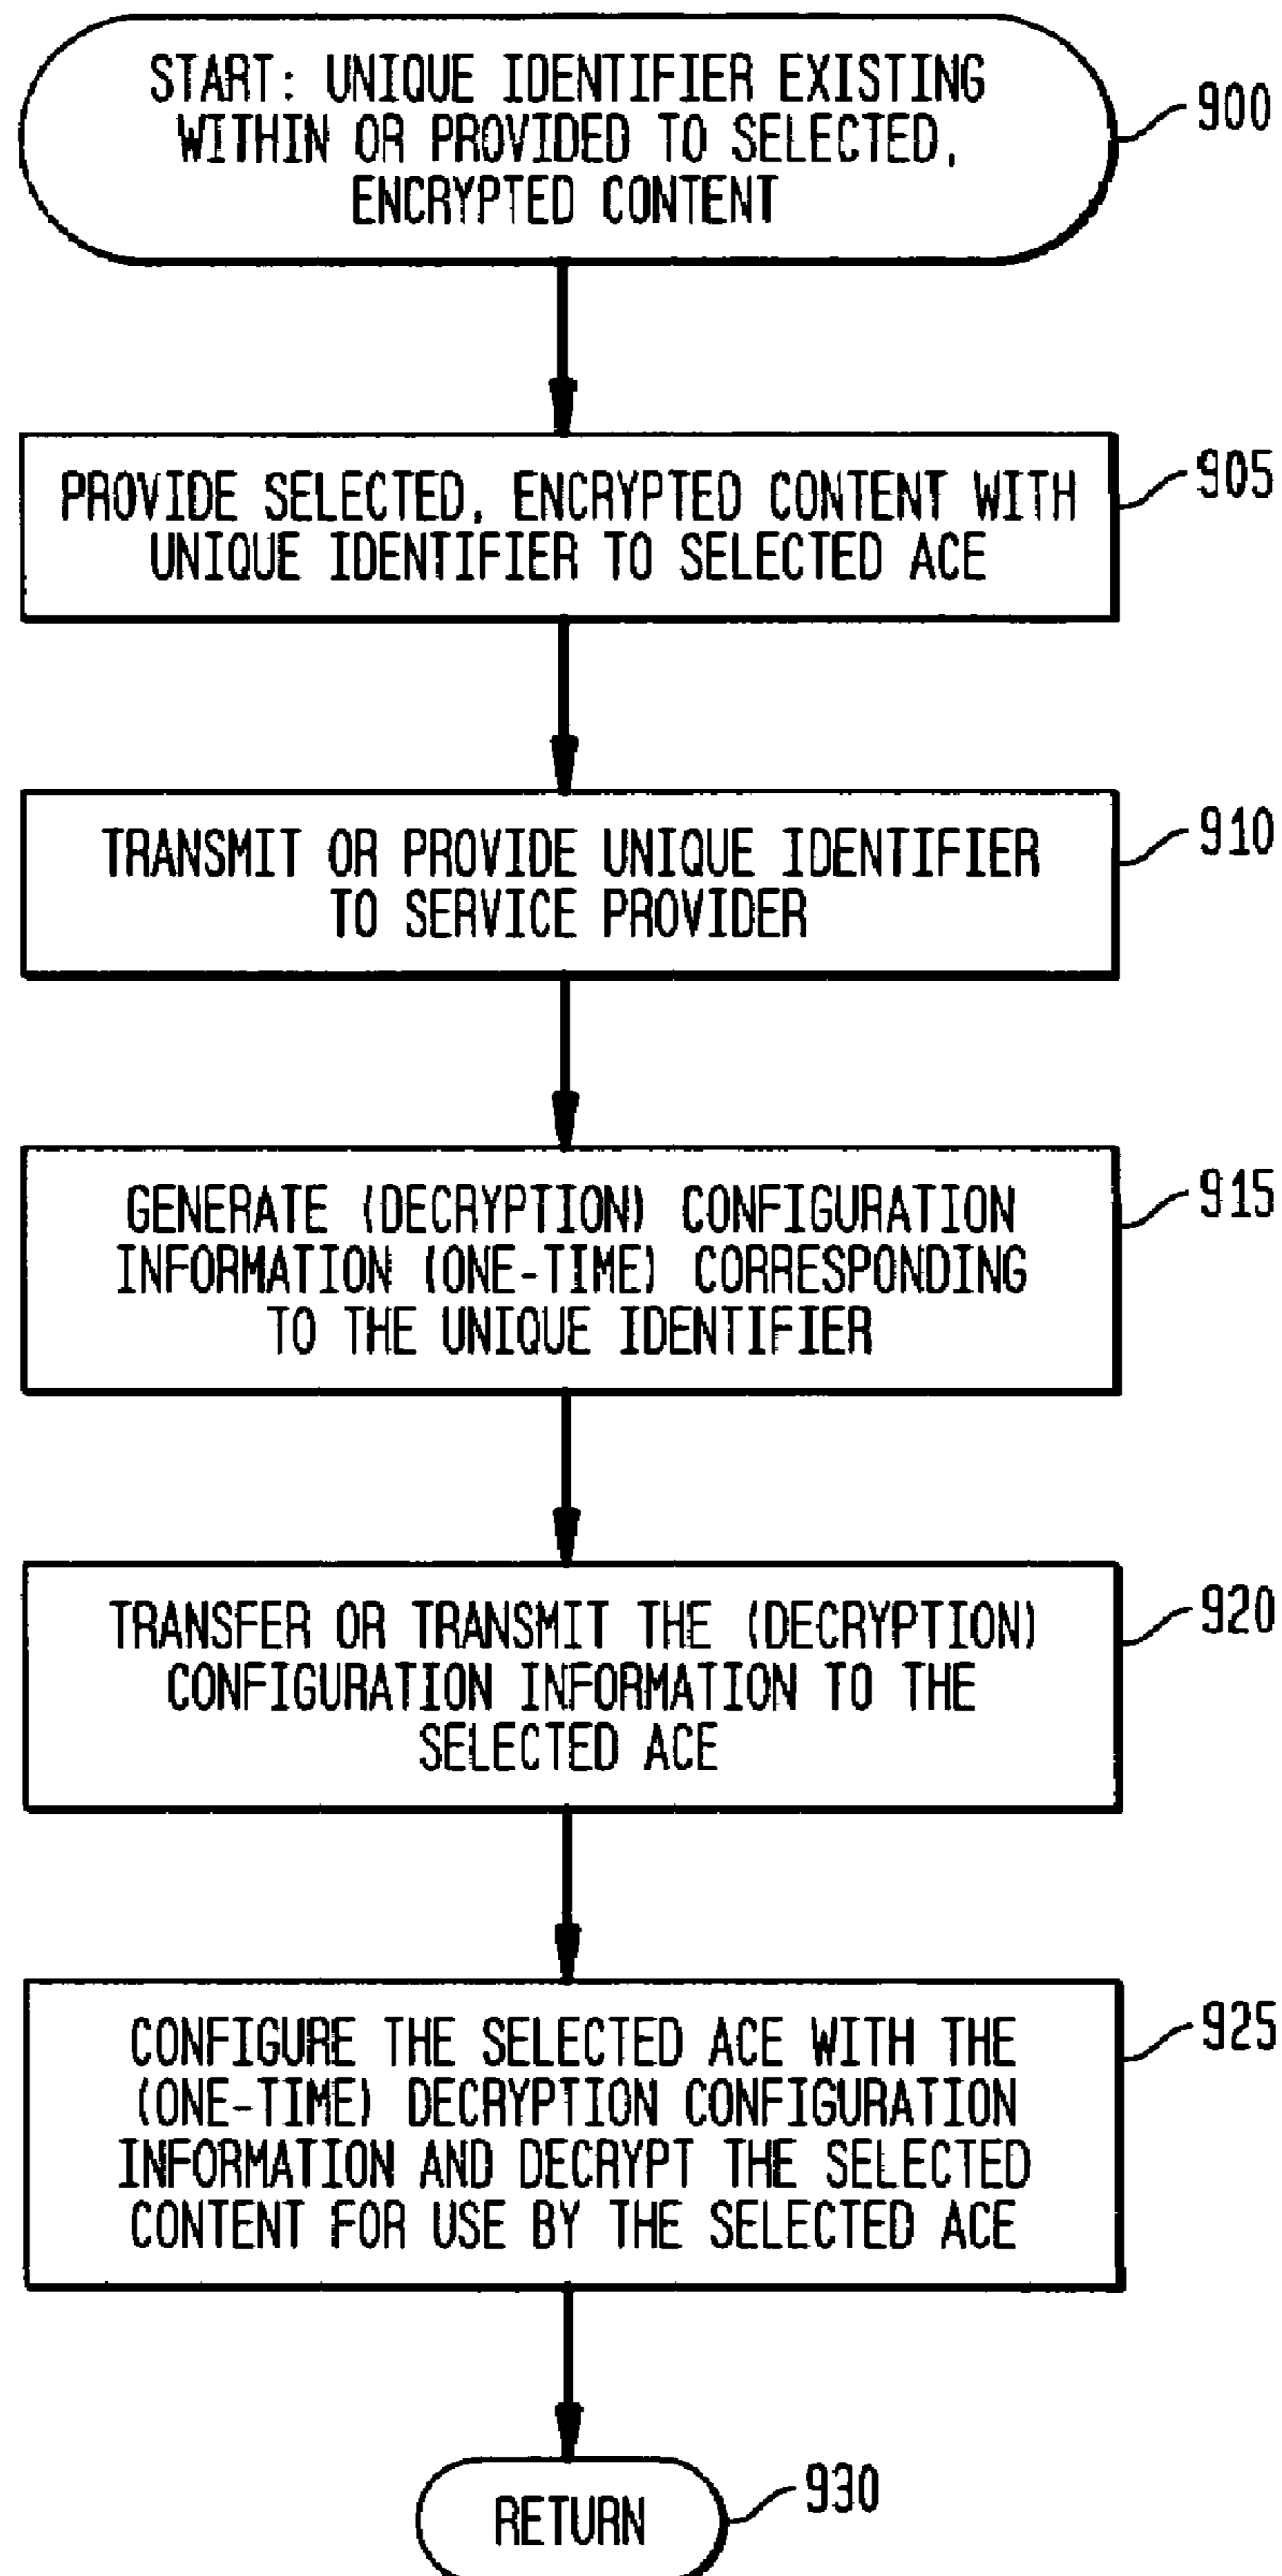 START: UNIQUE IDENTIFIER EXISTING
WITHIN OR PROVIDED TO SELECTED,
ENCRYPTED CONTENT
900
PROVIDE SELECTED, ENCRYPTED CONTENT WITH
UNIQUE IDENTIFIER TO SELECTED ACE
905
TRANSMIT OR PROVIDE UNIQUE IDENTIFIER
TO SERVICE PROVIDER
910
GENERATE (DECRYPTION) CONFIGURATION
INFORMATION (ONE-TIME) CORRESPONDING
TO THE UNIQUE IDENTIFIER
915
TRANSFER OR TRANSMIT THE (DECRYPTION)
CONFIGURATION INFORMATION TO THE
SELECTED ACE
920
CONFIGURE THE SELECTED ACE WITH THE
(ONE-TIME) DECRYPTION CONFIGURATION
INFORMATION AND DECRYPT THE SELECTED
CONTENT FOR USE BY THE SELECTED ACE
925
RETURN
930